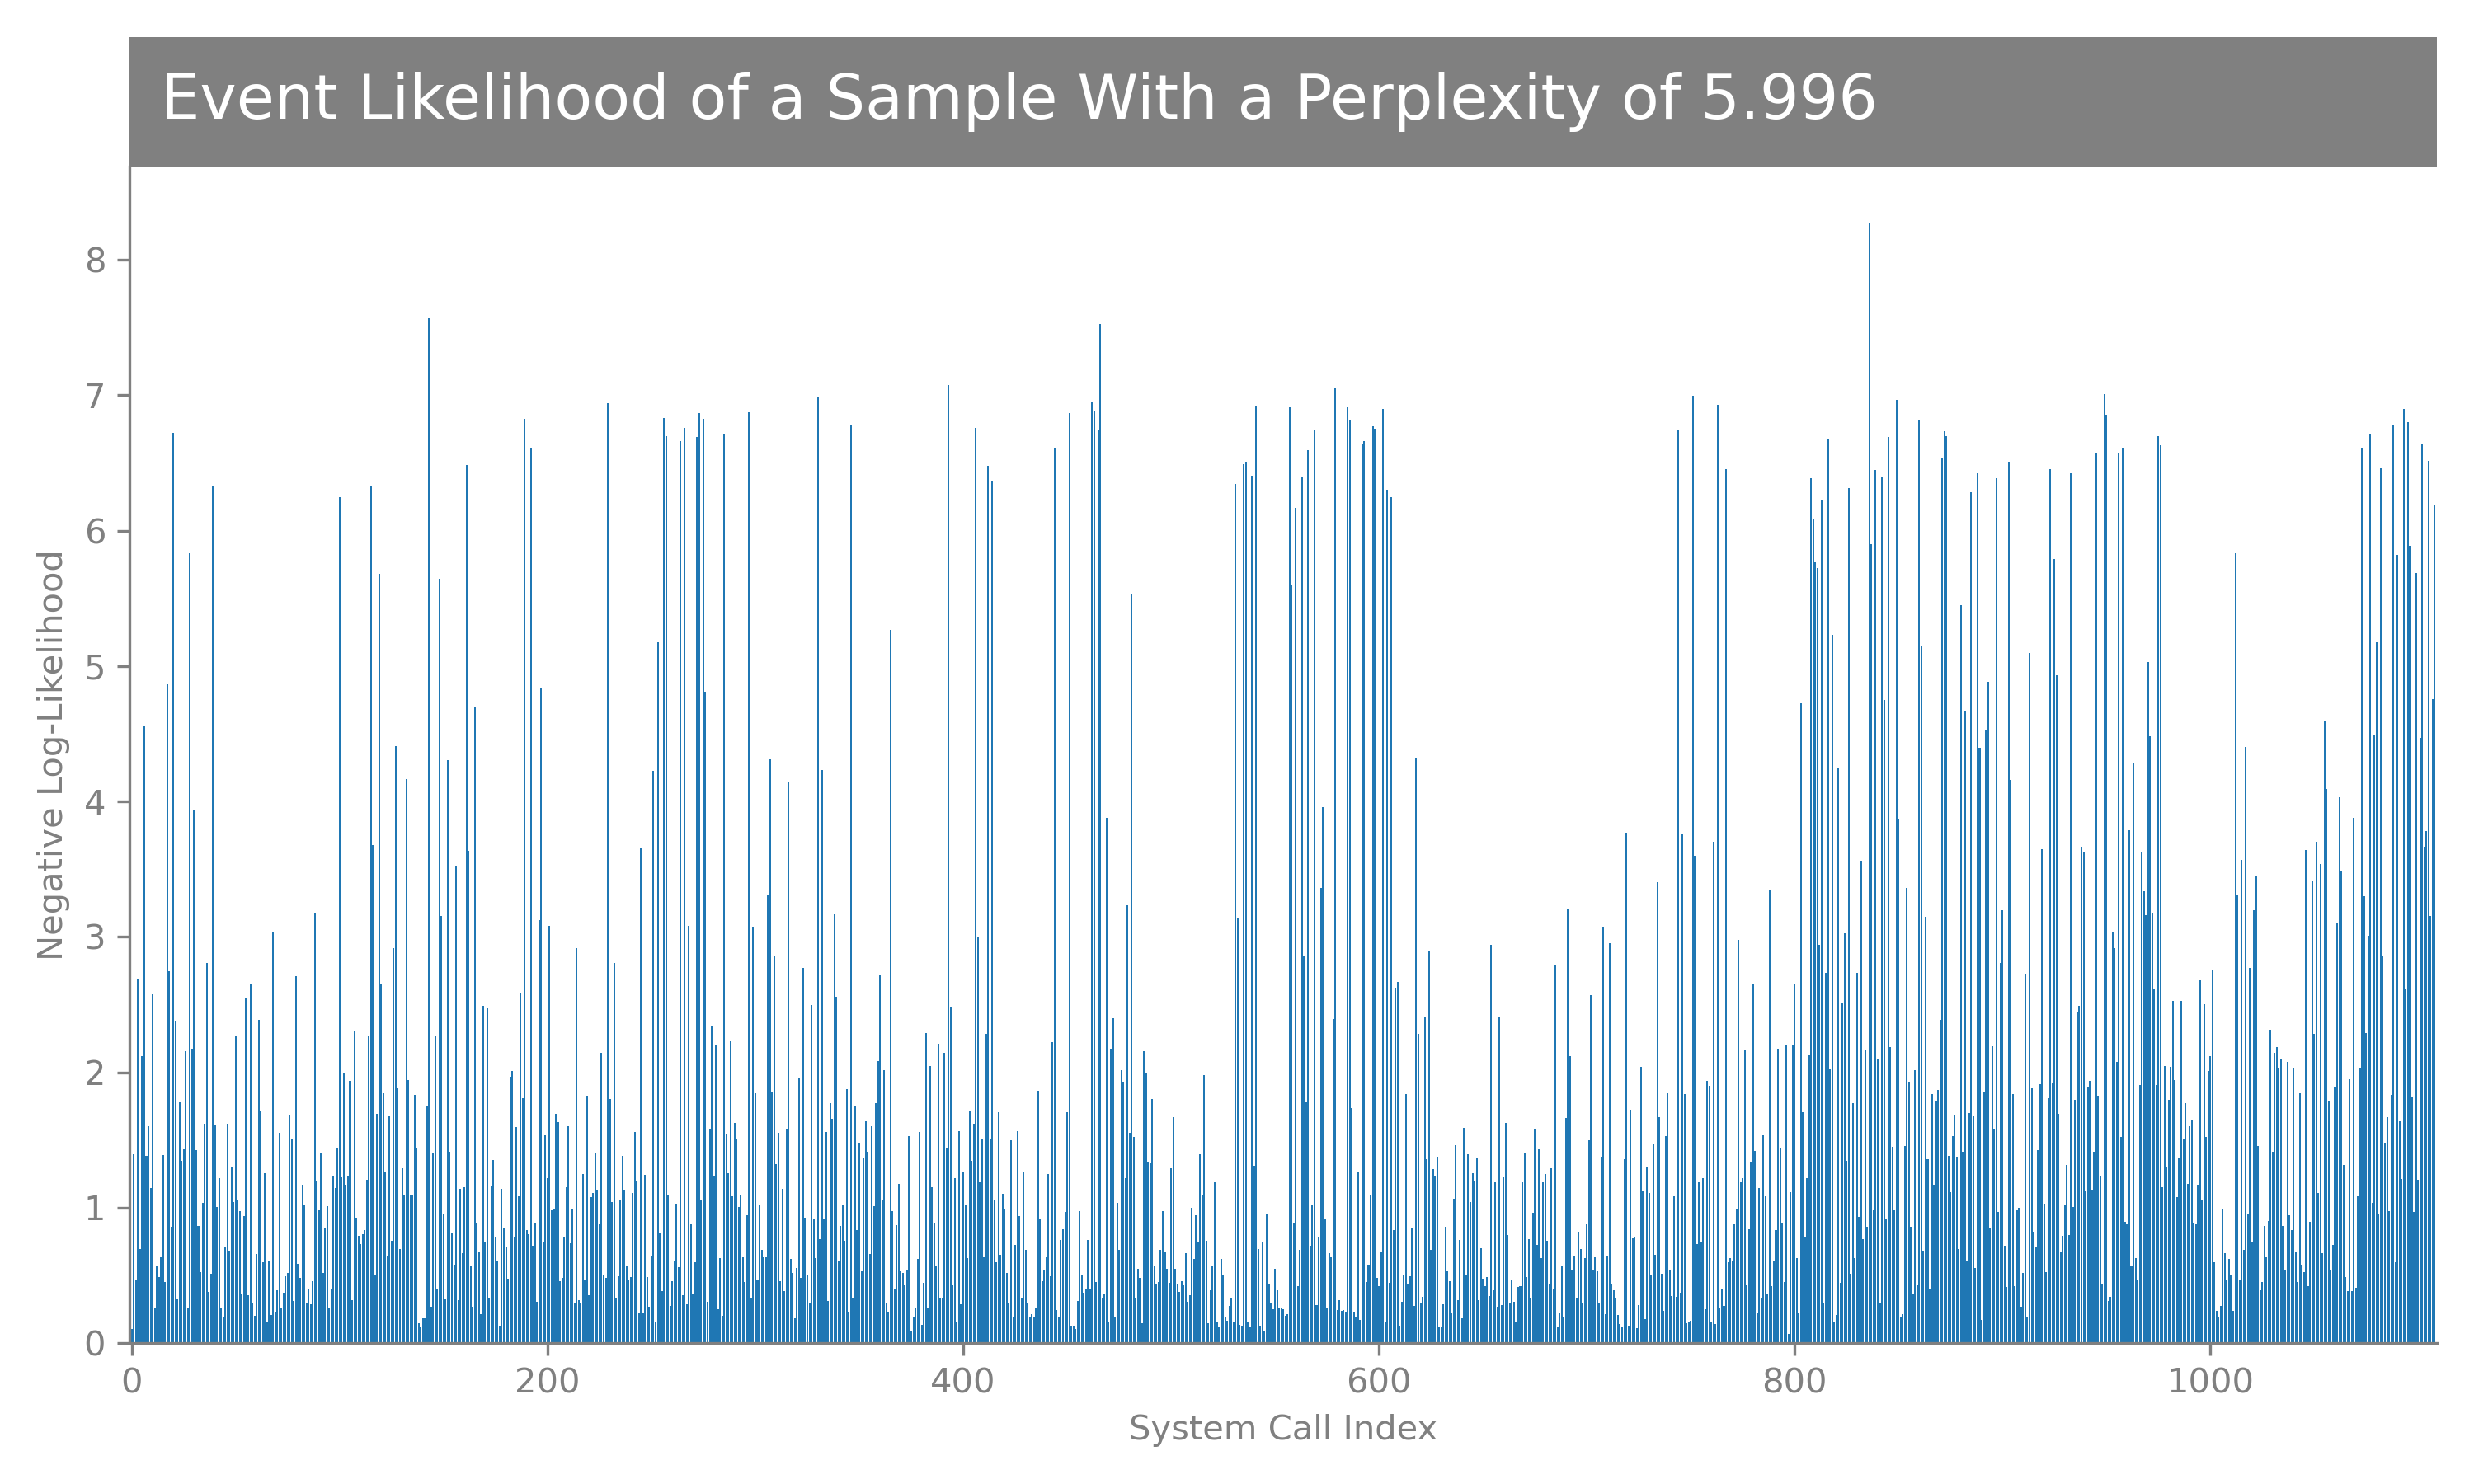 Event Likelihood of a Sample With a Perplexity of 5.996
8
7
6
5
4
3
2
1
0
Negative Log-Likelihood
0 200 400 600 800 1000
System Call Index